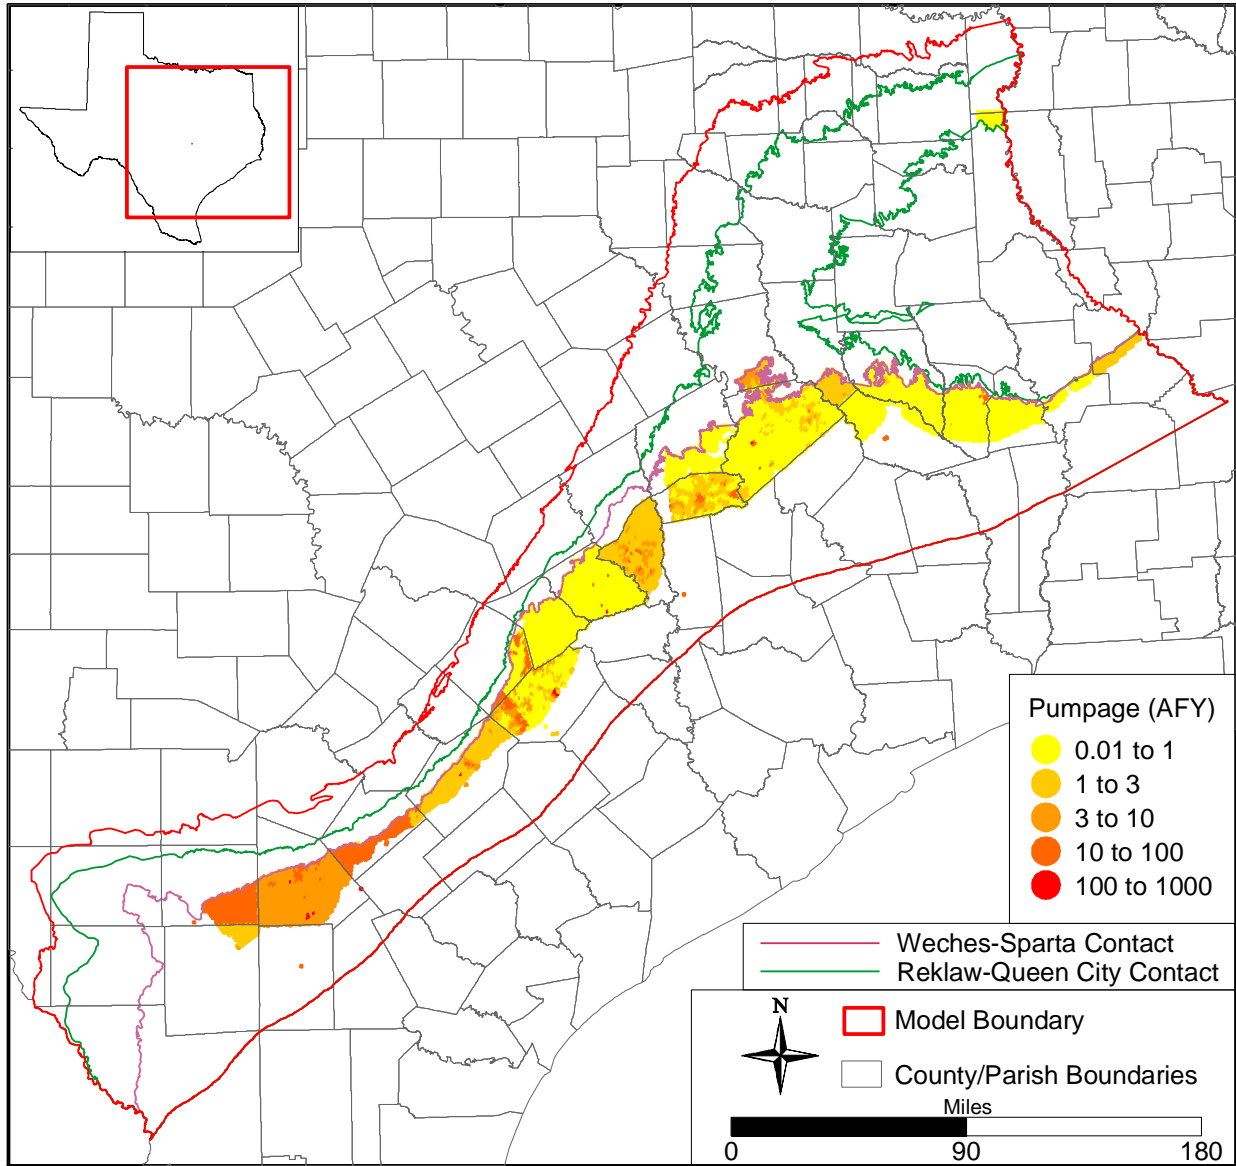 Pumpage (AFY)
0.01 to 1
1 to 3
3 to 10
10 to 100
100 to 1000
Weches-Sparta Contact
Reklaw-Queen City Contact
N
Model Boundary
County/Parish Boundaries
Miles
0 90 180